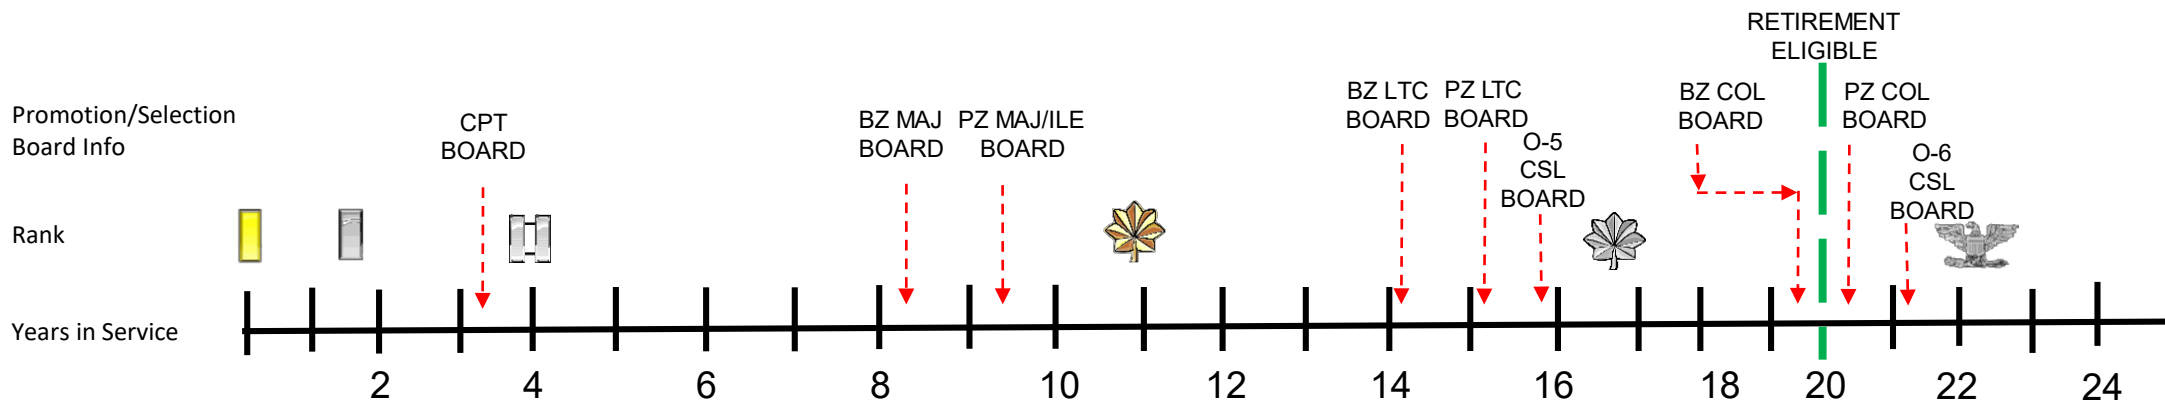 RETIREMENT
ELIGIBLE
Promotion/Selection
Board Info
CPT
BOARD
BZ MAJ
BOARD
PZ MAJ/ILE
BOARD
BZ LTC
BOARD
PZ LTC
BOARD
O-5
CSL
BOARD
BZ COL
BOARD
PZ COL
BOARD
O-6
CSL
BOARD
Rank
Years in Service
2 4 6 8 10 12 14 16 18 20 22 24